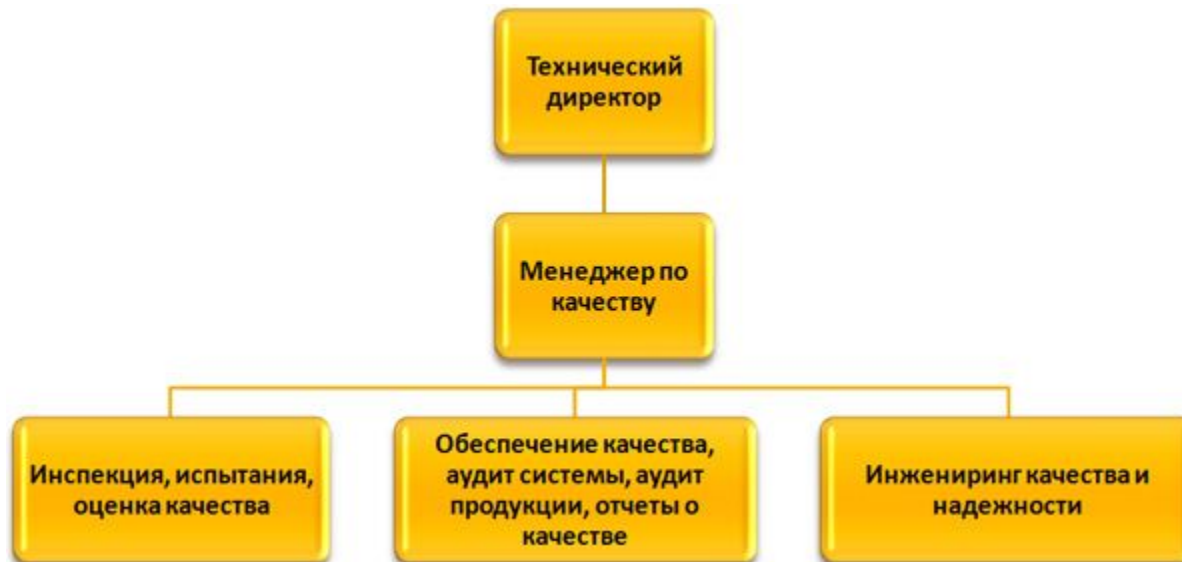 Технический
директор
Менеджер по
качеству
Инспекция, испытания,
оценка качества
Обеспечение качества,
аудит системы, аудит
продукции, отчеты о
качестве
Инжениринг качества и
надежности